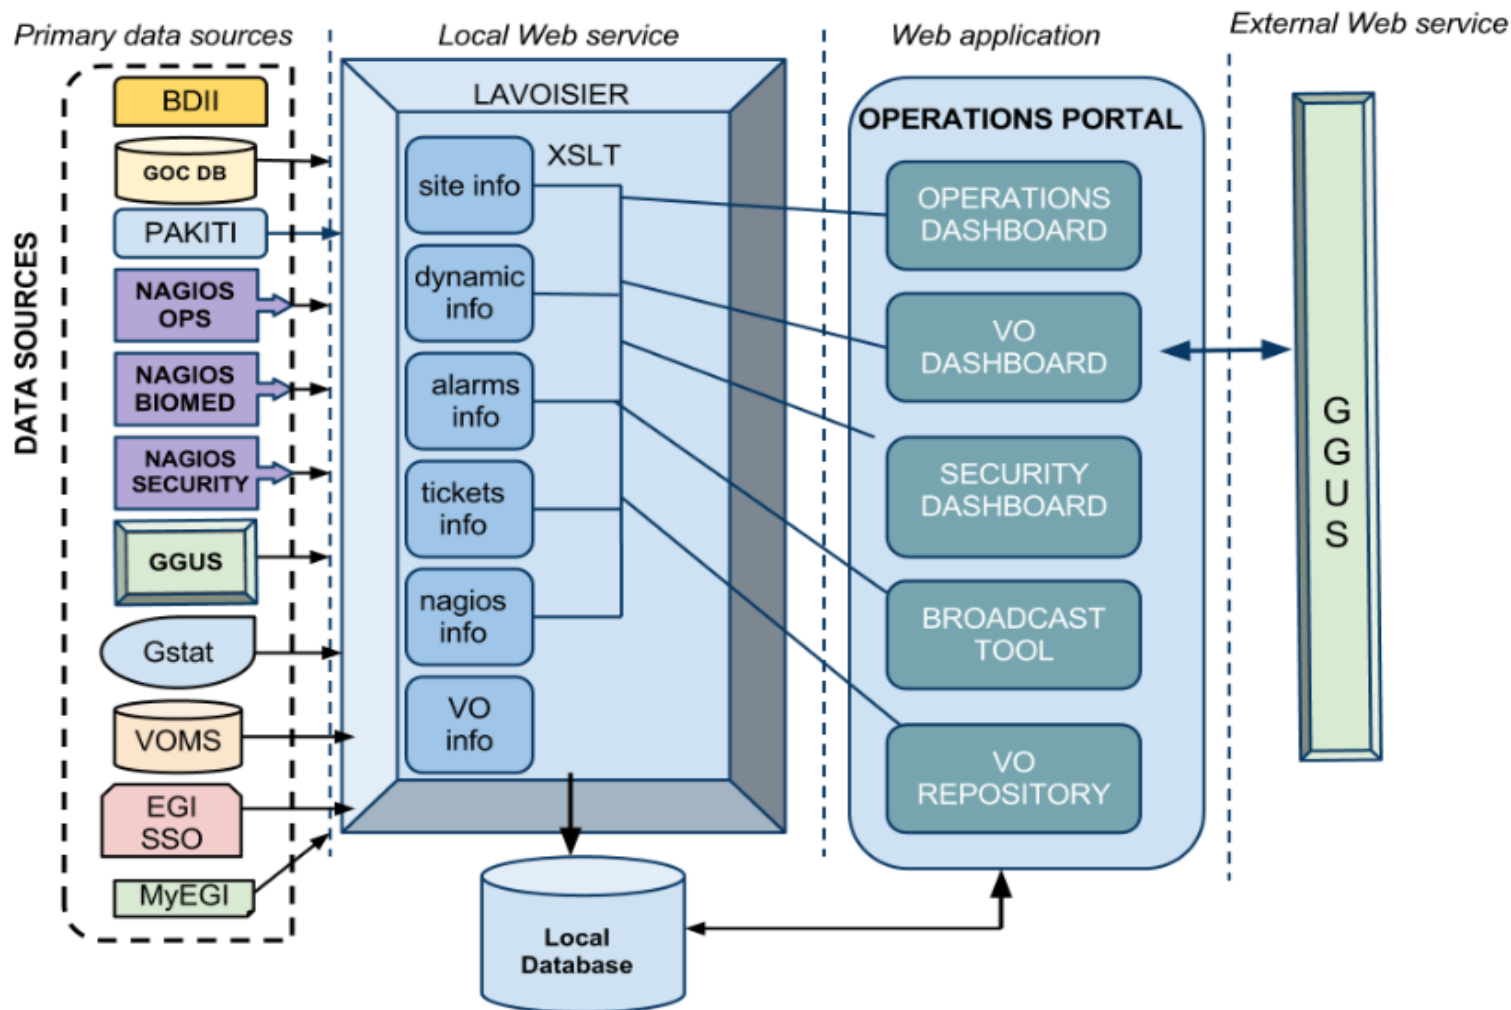 Primary data sources
Local Web service
Web application
External Web service
DATA SOURCES
BDII
GOC DB
PAKITI
NAGIOS
OPS
NAGIOS
BIOMED
NAGIOS
SECURITY
GGUS
Gstat
VOMS
EGI
SSO
MyEGI
LAVOISIER
XSLT
site info
dynamic
info
alarms
info
tickets
info
nagios
info
VO
info
Local
Database
OPERATIONS PORTAL
OPERATIONS
DASHBOARD
VO
DASHBOARD
SECURITY
DASHBOARD
BROADCAST
TOOL
VO
REPOSITORY
G
G
U
S